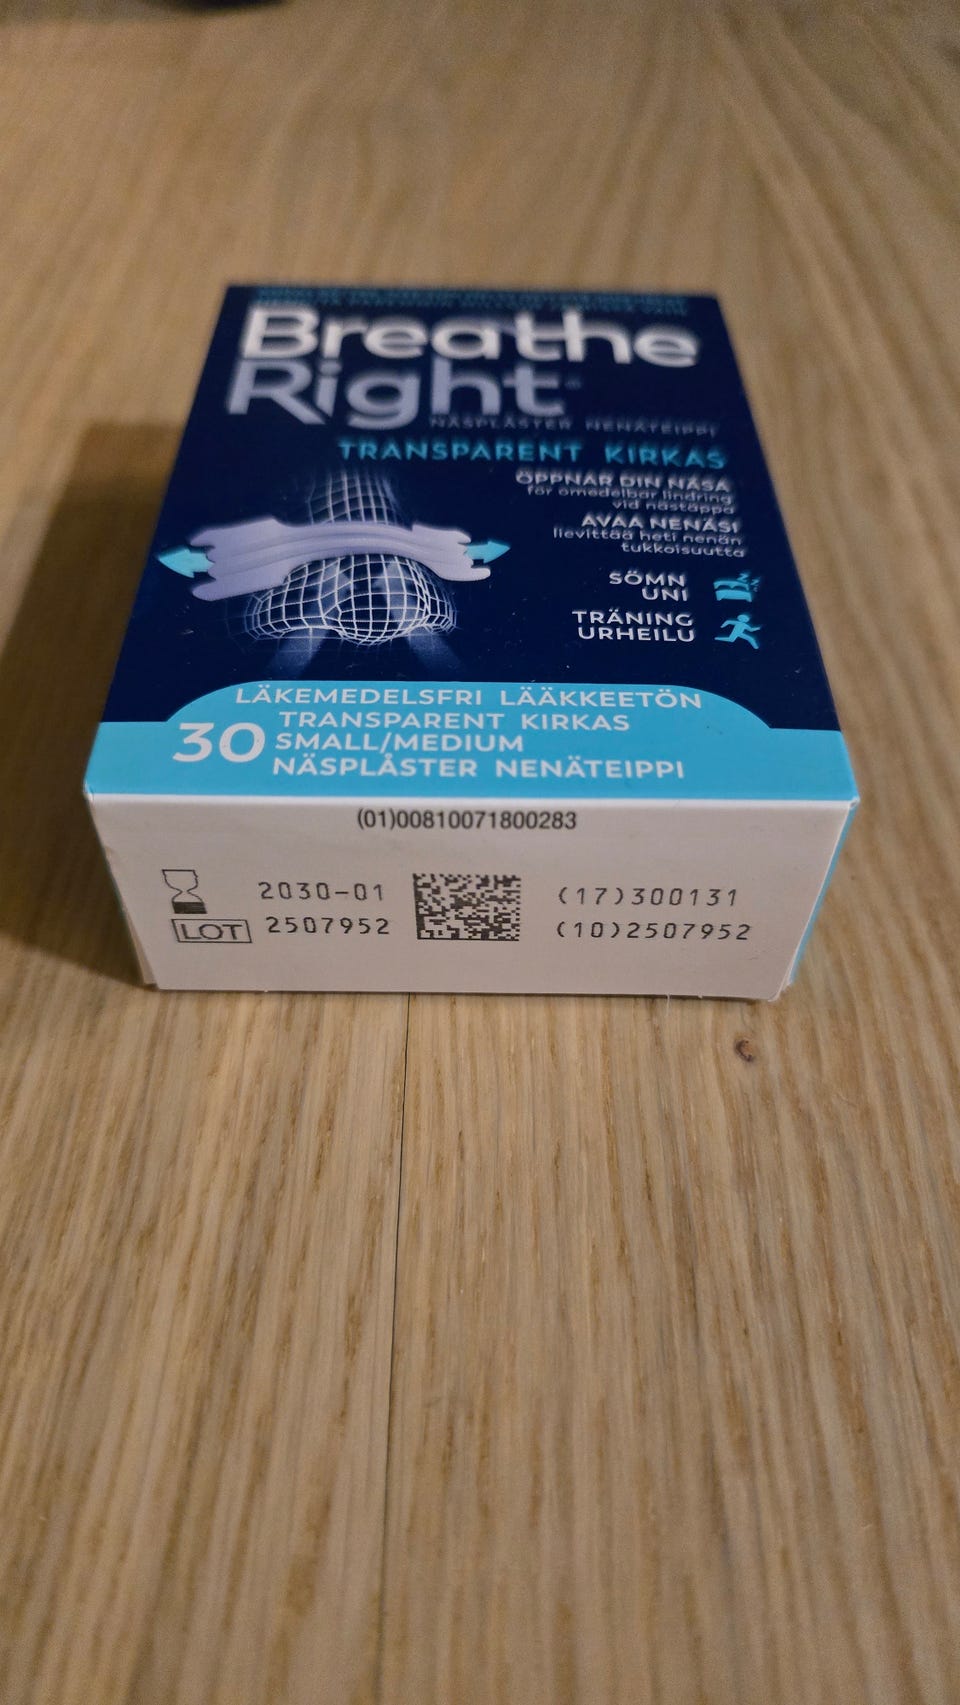 Breathe
Right
NÄSPLÅSTER NENÄTEIPPI
TRANSPARENT KIRKAS
ÖPPNAR DIN NÄSA
för omedelbar lindring
vid nästäppa
AVAA NENÄSI
lievittää heti nenän
tukkoisuutta
SÖMN
UNI
TRÄNING
URHEILU
LÄKEMEDELSFRI LÄÄKKEETÖN
30
TRANSPARENT KIRKAS
SMALL/MEDIUM
NÄSPLÅSTER NENÄTEIPPI
(01)00810071800283
2030-01
(17)300131
LOT 2507952
(10)2507952